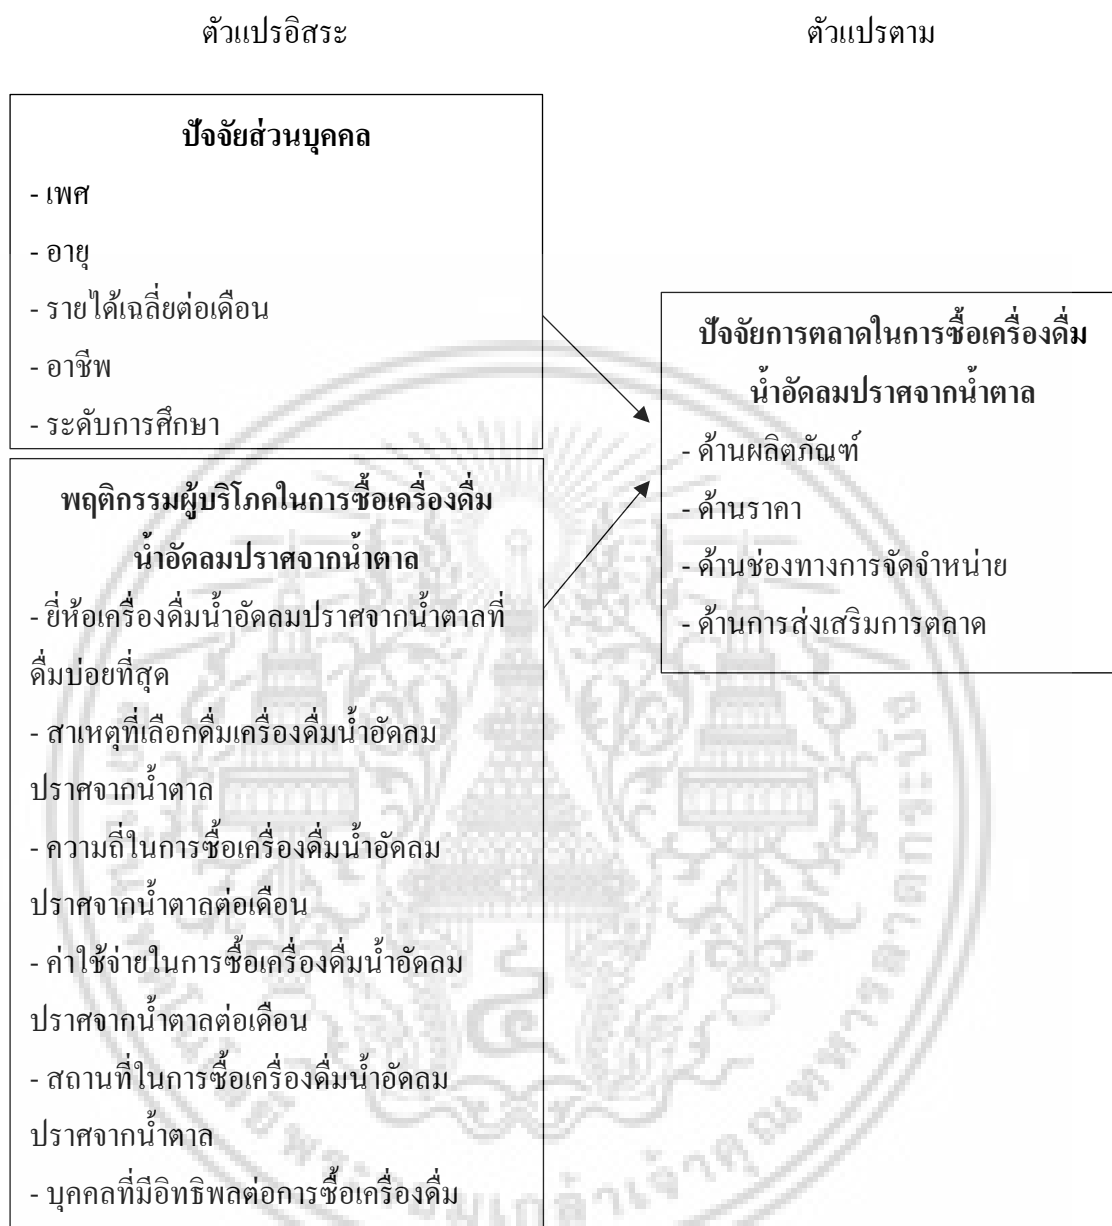 ตัวแปรอิสระ
ตัวแปรตาม
ปัจจัยส่วนบุคคล
- เพศ
- อายุ
- รายได้เฉลี่ยต่อเดือน
- อาชีพ
- ระดับการศึกษา
พฤติกรรมผู้บริโภคในการซื้อเครื่องดื่ม
น้ำอัดลมปราศจากน้ำตาล
- ยี่ห้อเครื่องดื่มน้ำอัดลมปราศจากน้ำตาลที่
ดื่มบ่อยที่สุด
- สาเหตุที่เลือกดื่มเครื่องดื่มน้ำอัดลม
ปราศจากน้ำตาล
- ความถี่ในการซื้อเครื่องดื่มน้ำอัดลม
ปราศจากน้ำตาลต่อเดือน
- ค่าใช้จ่ายในการซื้อเครื่องดื่มน้ำอัดลม
ปราศจากน้ำตาลต่อเดือน
- สถานที่ในการซื้อเครื่องดื่มน้ำอัดลม
ปราศจากน้ำตาล
- บุคคลที่มีอิทธิพลต่อการซื้อเครื่องดื่ม
ปัจจัยการตลาดในการซื้อเครื่องดื่ม
น้ำอัดลมปราศจากน้ำตาล
- ด้านผลิตภัณฑ์
- ด้านราคา
- ด้านช่องทางการจัดจำหน่าย
- ด้านการส่งเสริมการตลาด